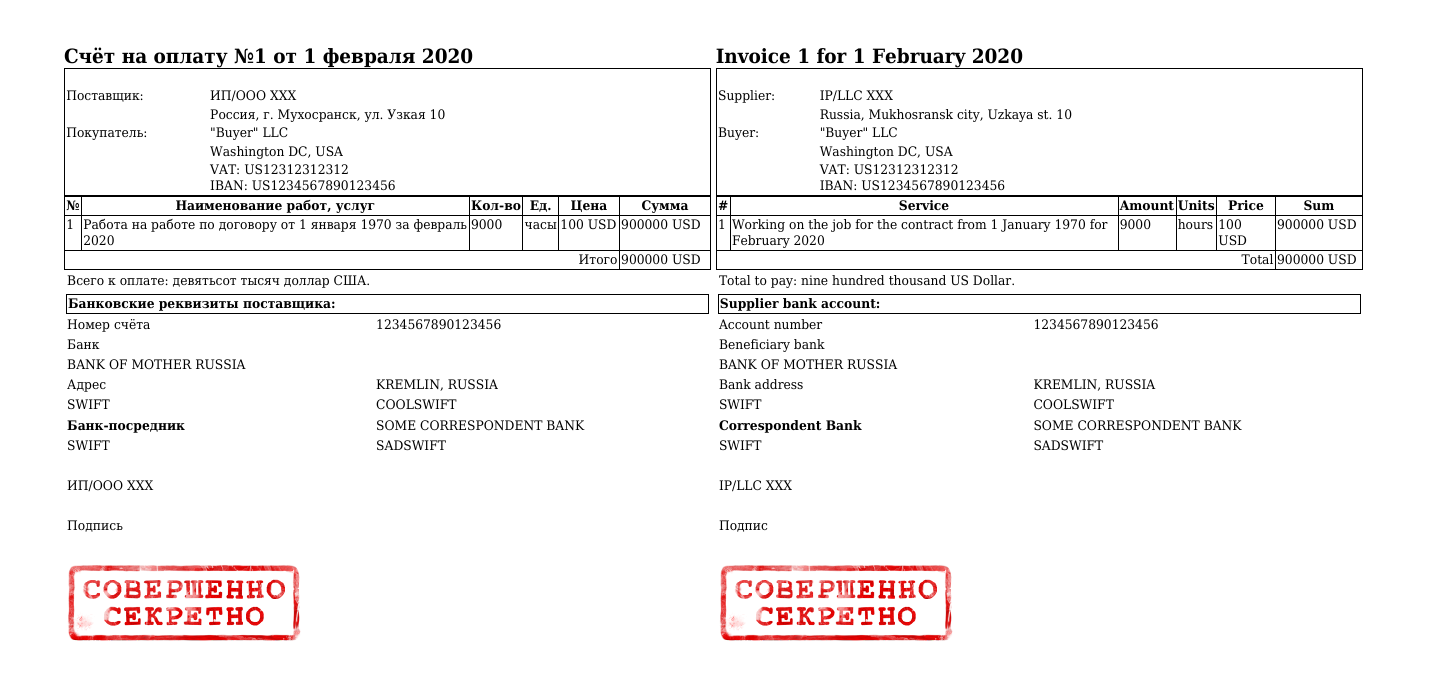 Счёт на оплату №1 от 1 февраля 2020
Поставщик: ИП/ООО XXX
Россия, г. Мухосранск, ул. Узкая 10
Покупатель: "Buyer" LLC
Washington DC, USA
VAT: US12312312312
IBAN: US1234567890123456
№ Наименование работ, услуг Кол-во Ед. Цена Сумма
1 Работа на работе по договору от 1 января 1970 за февраль 9000 часы 100 USD 900000 USD
2020
Итого 900000 USD
Всего к оплате: девятьсот тысяч доллар США.
Банковские реквизиты поставщика:
Номер счёта 1234567890123456
Банк
BANK OF MOTHER RUSSIA
Адрес KREMLIN, RUSSIA
SWIFT COOLSWIFT
Банк-посредник SOME CORRESPONDENT BANK
SWIFT SADSWIFT
ИП/ООО XXX
Подпись
СОВЕРШЕННО
СЕКРЕТНО
Invoice 1 for 1 February 2020
Supplier: IP/LLC XXX
Russia, Mukhosransk city, Uzkaya st. 10
Buyer: "Buyer" LLC
Washington DC, USA
VAT: US12312312312
IBAN: US1234567890123456
# Service Amount Units Price Sum
1 Working on the job for the contract from 1 January 1970 for 9000 hours 100 900000 USD
February 2020 USD
Total 900000 USD
Total to pay: nine hundred thousand US Dollar.
Supplier bank account:
Account number 1234567890123456
Beneficiary bank
BANK OF MOTHER RUSSIA
Bank address KREMLIN, RUSSIA
SWIFT COOLSWIFT
Correspondent Bank SOME CORRESPONDENT BANK
SWIFT SADSWIFT
IP/LLC XXX
Подпис
СОВЕРШЕННО
СЕКРЕТНО